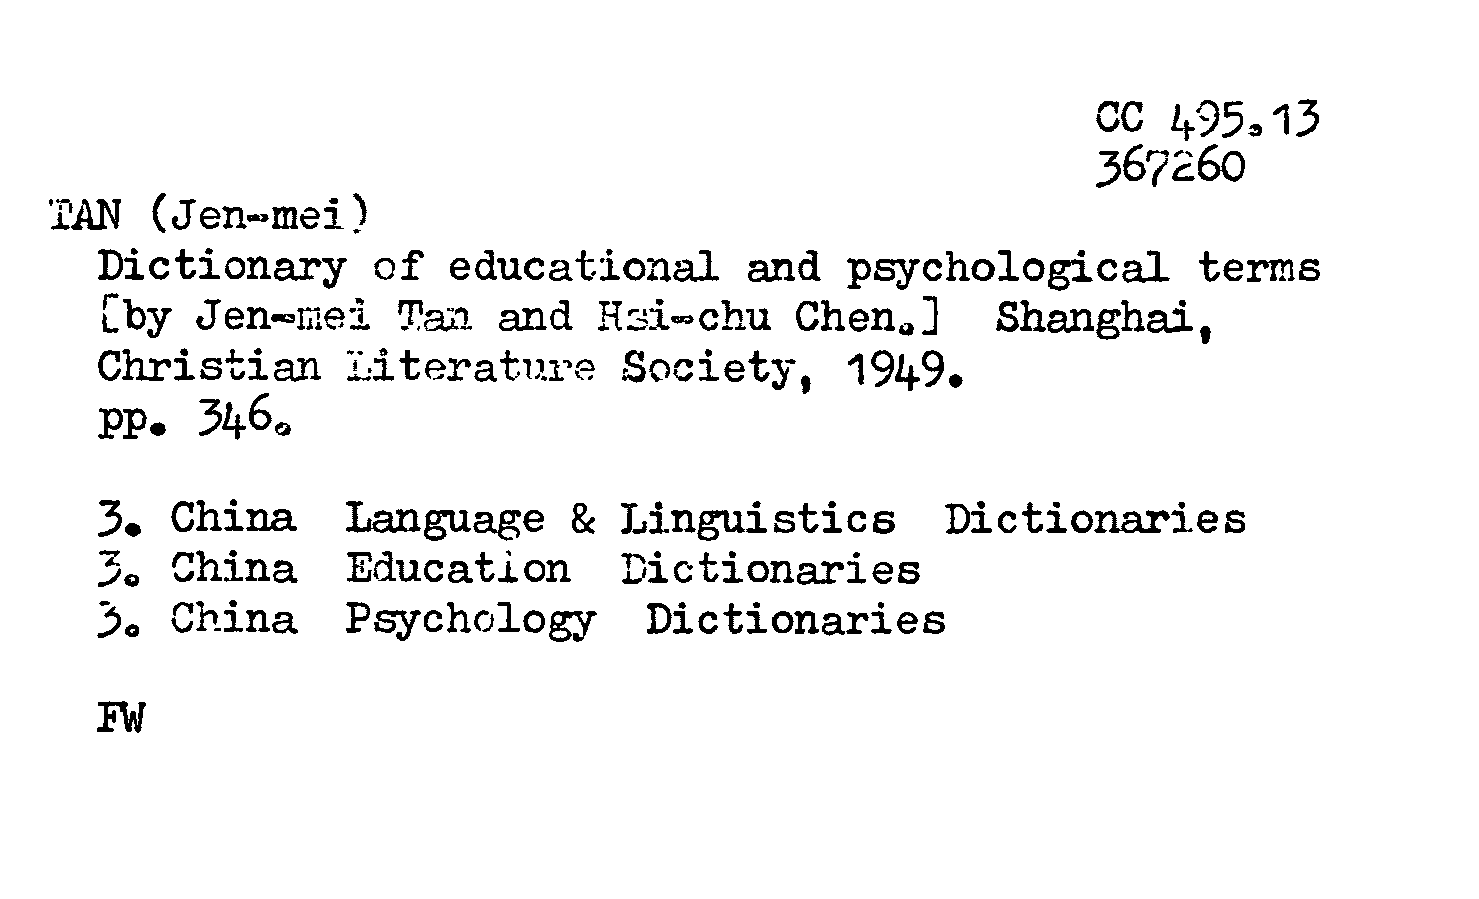 CC 495.13
367260
TAN (Jen-mei)
Dictionary of educational and psychological terms
[by Jen-mei Tan and Hsi-chu Chen.] Shanghai,
Christian Literature Society, 1949.
pp. 346.
3. China Language & Linguistics Dictionaries
3. China Education Dictionaries
3. China Psychology Dictionaries
FW